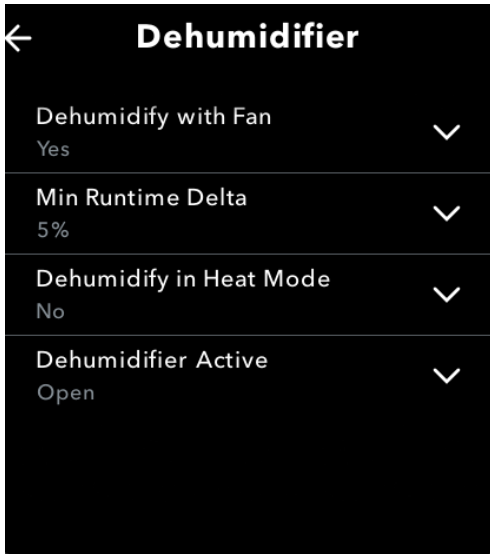 Dehumidifier
Dehumidify with Fan
Yes
Min Runtime Delta
5%
Dehumidify in Heat Mode
No
Dehumidifier Active
Open